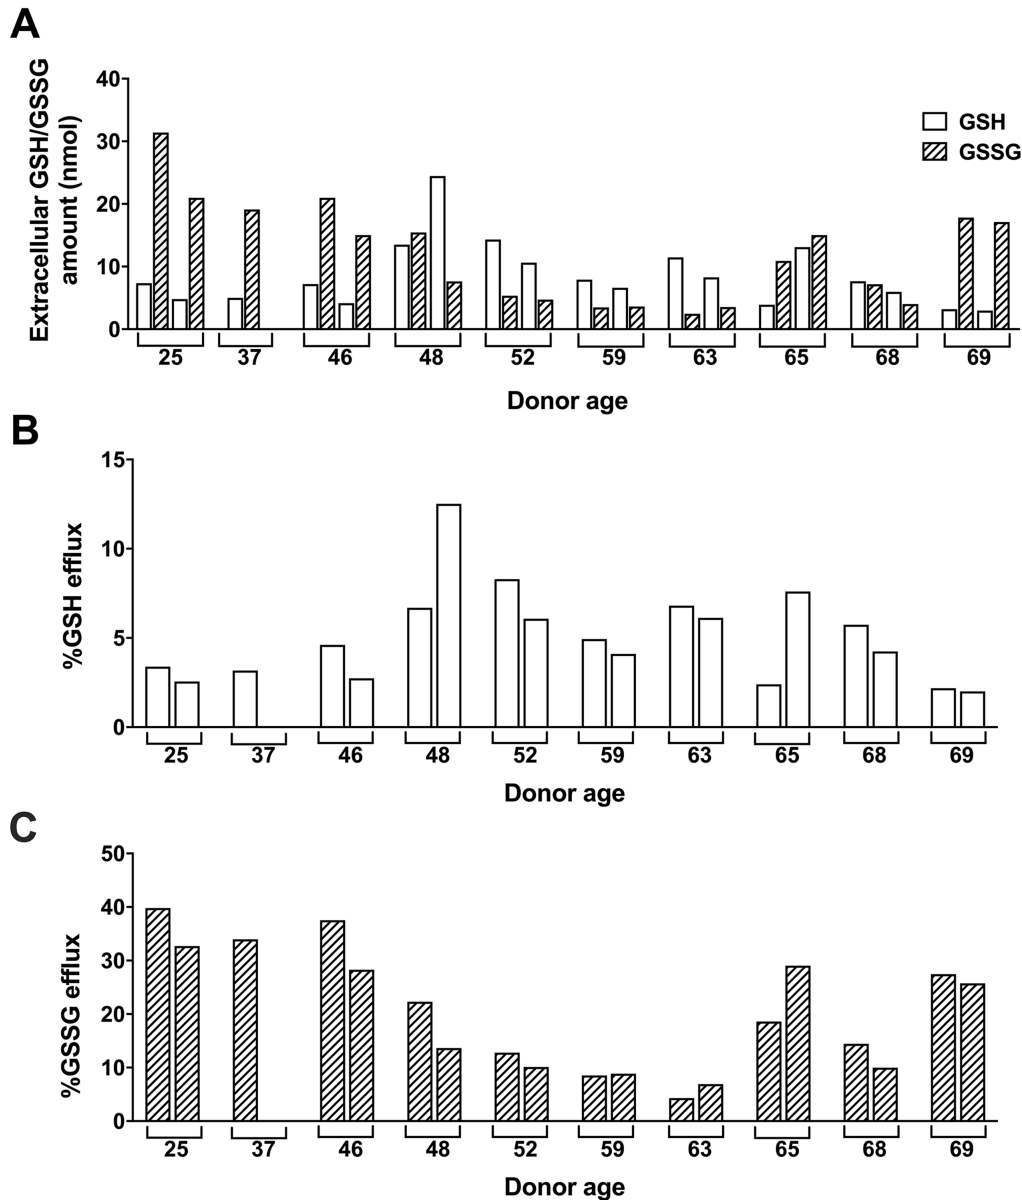 A
Extracellular GSH/GSSG
amount (nmol)
40
30
20
10
0
GSH
GSSG
25 37 46 48 52 59 63 65 68 69
Donor age
B
%GSH efflux
15
10
5
0
25 37 46 48 52 59 63 65 68 69
Donor age
C
%GSSG efflux
50
40
30
20
10
0
25 37 46 48 52 59 63 65 68 69
Donor age